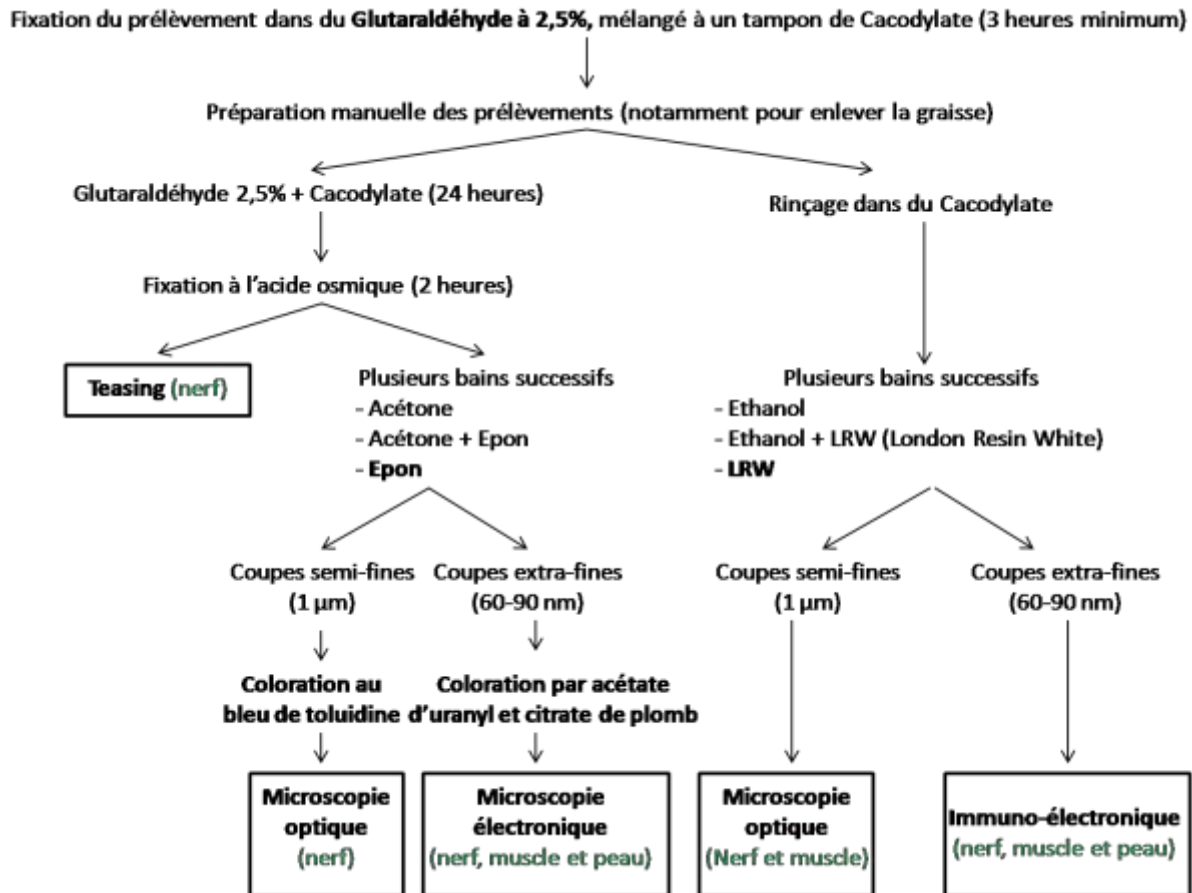 Fixation du prélèvement dans du Glutaraldéhyde à 2,5%, mélangé à un tampon de Cacodylate (3 heures minimum)
Préparation manuelle des prélèvements (notamment pour enlever la graisse)
Glutaraldéhyde 2,5% + Cacodylate (24 heures)
Rinçage dans du Cacodylate
Fixation à l'acide osmique (2 heures)
Teasing (nerf)
Plusieurs bains successifs
- Acétone
- Acétone + Epon
- Epon
Plusieurs bains successifs
- Ethanol
- Ethanol + LRW (London Resin White)
- LRW
Coupes semi-fines
(1 µm)
Coupes extra-fines
(60-90 nm)
Coupes semi-fines
(1 µm)
Coupes extra-fines
(60-90 nm)
Coloration au
bleu de toluidine
Coloration par acétate
d'uranyl et citrate de plomb
Microscopie
optique
(nerf)
Microscopie
électronique
(nerf, muscle et peau)
Microscopie
optique
(Nerf et muscle)
Immuno-électronique
(nerf, muscle et peau)